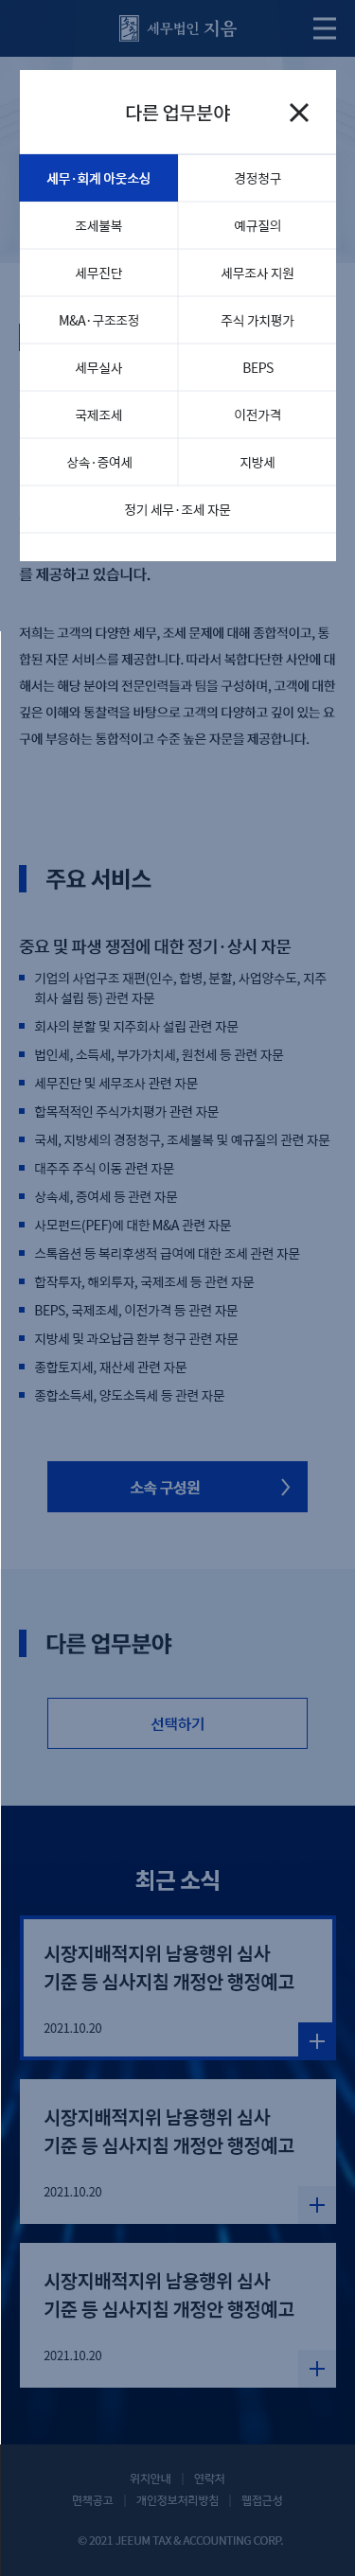 세무법인 지음
다른 업무분야
세무·회계 아웃소싱
경정청구
조세불복
예규질의
세무진단
세무조사 지원
M&A·구조조정
주식 가치평가
세무실사
BEPS
국제조세
이전가격
상속·증여세
지방세
정기 세무·조세 자문
를 제공하고 있습니다.
저희는 고객의 다양한 세무, 조세 문제에 대해 종합적이고, 통
합된 자문 서비스를 제공합니다. 따라서 복합다단한 사안에 대
해서는 해당 분야의 전문인력들과 팀을 구성하며, 고객에 대한
깊은 이해와 통찰력을 바탕으로 고객의 다양하고 깊이 있는 요
구에 부응하는 통합적이고 수준 높은 자문을 제공합니다.
주요 서비스
중요 및 파생 쟁점에 대한 정기·상시 자문
기업의 사업구조 재편(인수, 합병, 분할, 사업양수도, 지주
회사 설립 등) 관련 자문
회사의 분할 및 지주회사 설립 관련 자문
법인세, 소득세, 부가가치세, 원천세 등 관련 자문
세무진단 및 세무조사 관련 자문
합목적적인 주식가치평가 관련 자문
국세, 지방세의 경정청구, 조세불복 및 예규질의 관련 자문
대주주 주식 이동 관련 자문
상속세, 증여세 등 관련 자문
사모펀드(PEF)에 대한 M&A 관련 자문
스톡옵션 등 복리후생적 급여에 대한 조세 관련 자문
합작투자, 해외투자, 국제조세 등 관련 자문
BEPS, 국제조세, 이전가격 등 관련 자문
지방세 및 과오납금 환부 청구 관련 자문
종합토지세, 재산세 관련 자문
종합소득세, 양도소득세 등 관련 자문
소속 구성원
다른 업무분야
선택하기
최근 소식
시장지배적지위 남용행위 심사
기준 등 심사지침 개정안 행정예고
2021.10.20
시장지배적지위 남용행위 심사
기준 등 심사지침 개정안 행정예고
2021.10.20
시장지배적지위 남용행위 심사
기준 등 심사지침 개정안 행정예고
2021.10.20
위치안내 | 연락처
면책공고 | 개인정보처리방침 | 웹접근성
© 2021 JEEUM TAX & ACCOUNTING CORP.